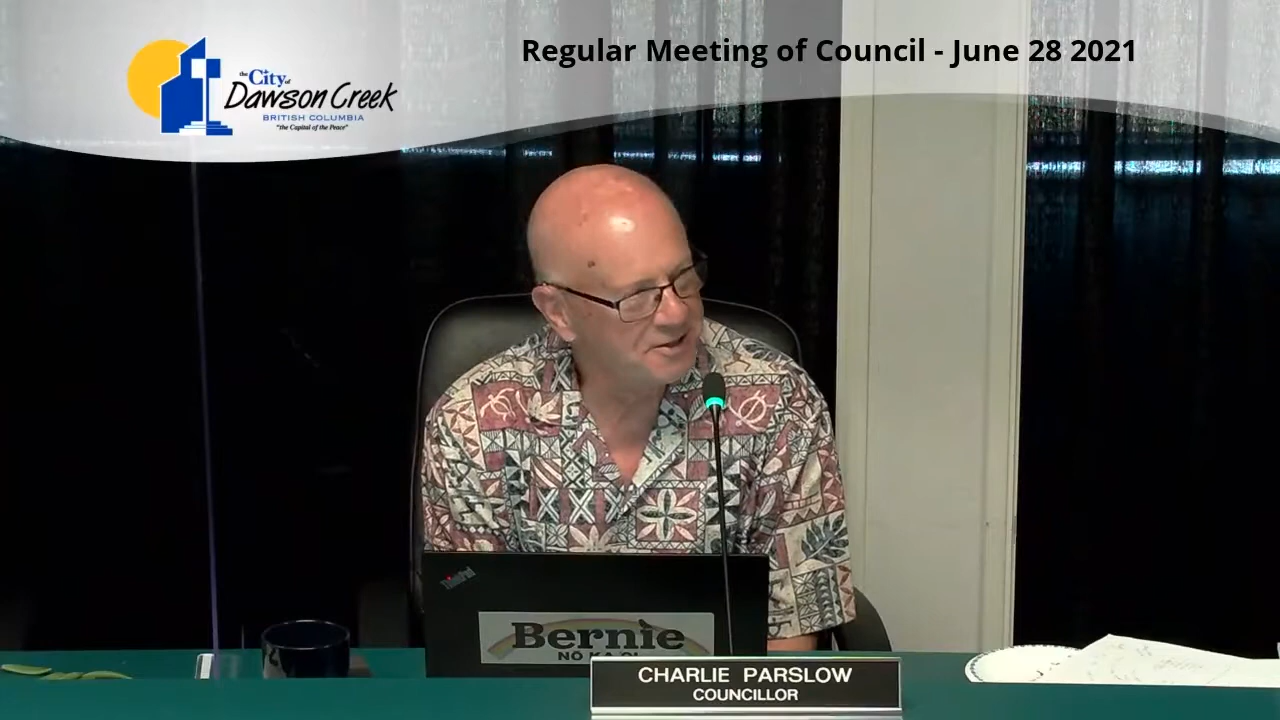 the City of
Dawson Creek
BRITISH COLUMBIA
"the Capital of the Peace"
Regular Meeting of Council - June 28 2021
ThinkPad
Bernie
NO KA OI
CHARLIE PARSLOW
COUNCILLOR